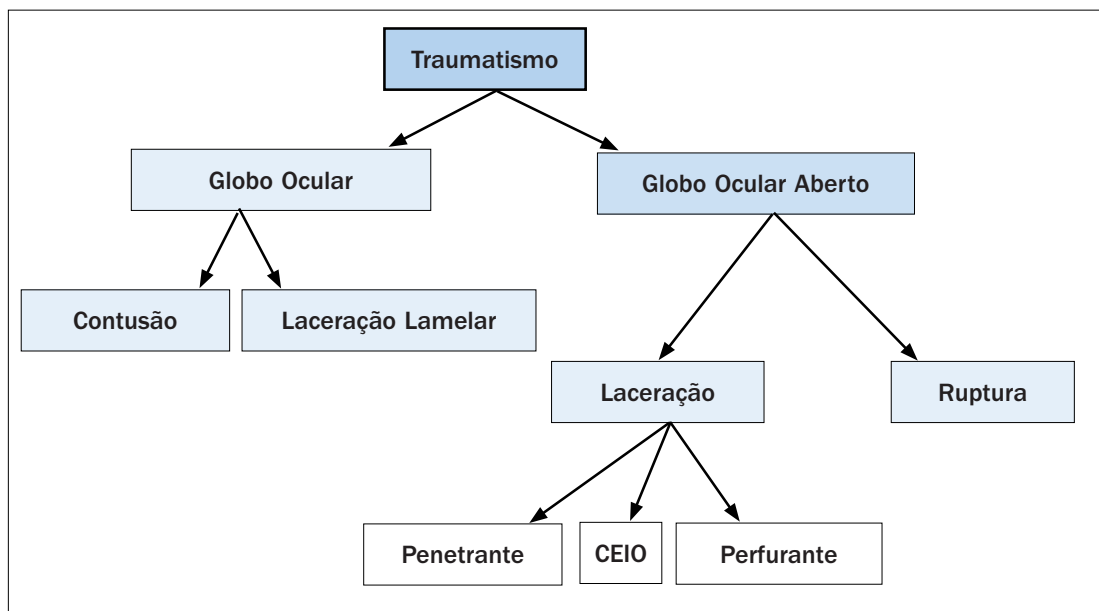 Traumatismo
Globo Ocular
Globo Ocular Aberto
Contusão
Laceração Lamelar
Laceração
Ruptura
Penetrante
CEIO
Perfurante